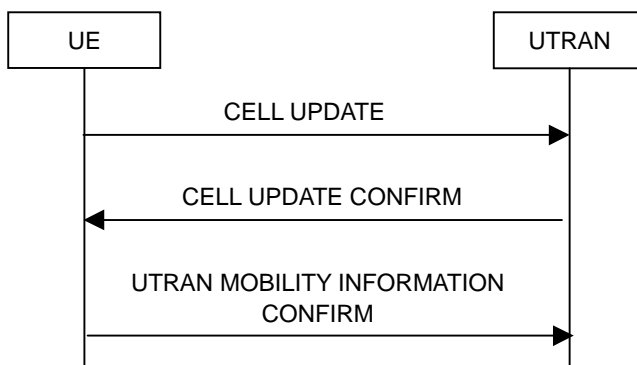 UE
UTRAN
CELL UPDATE
CELL UPDATE CONFIRM
UTRAN MOBILITY INFORMATION
CONFIRM